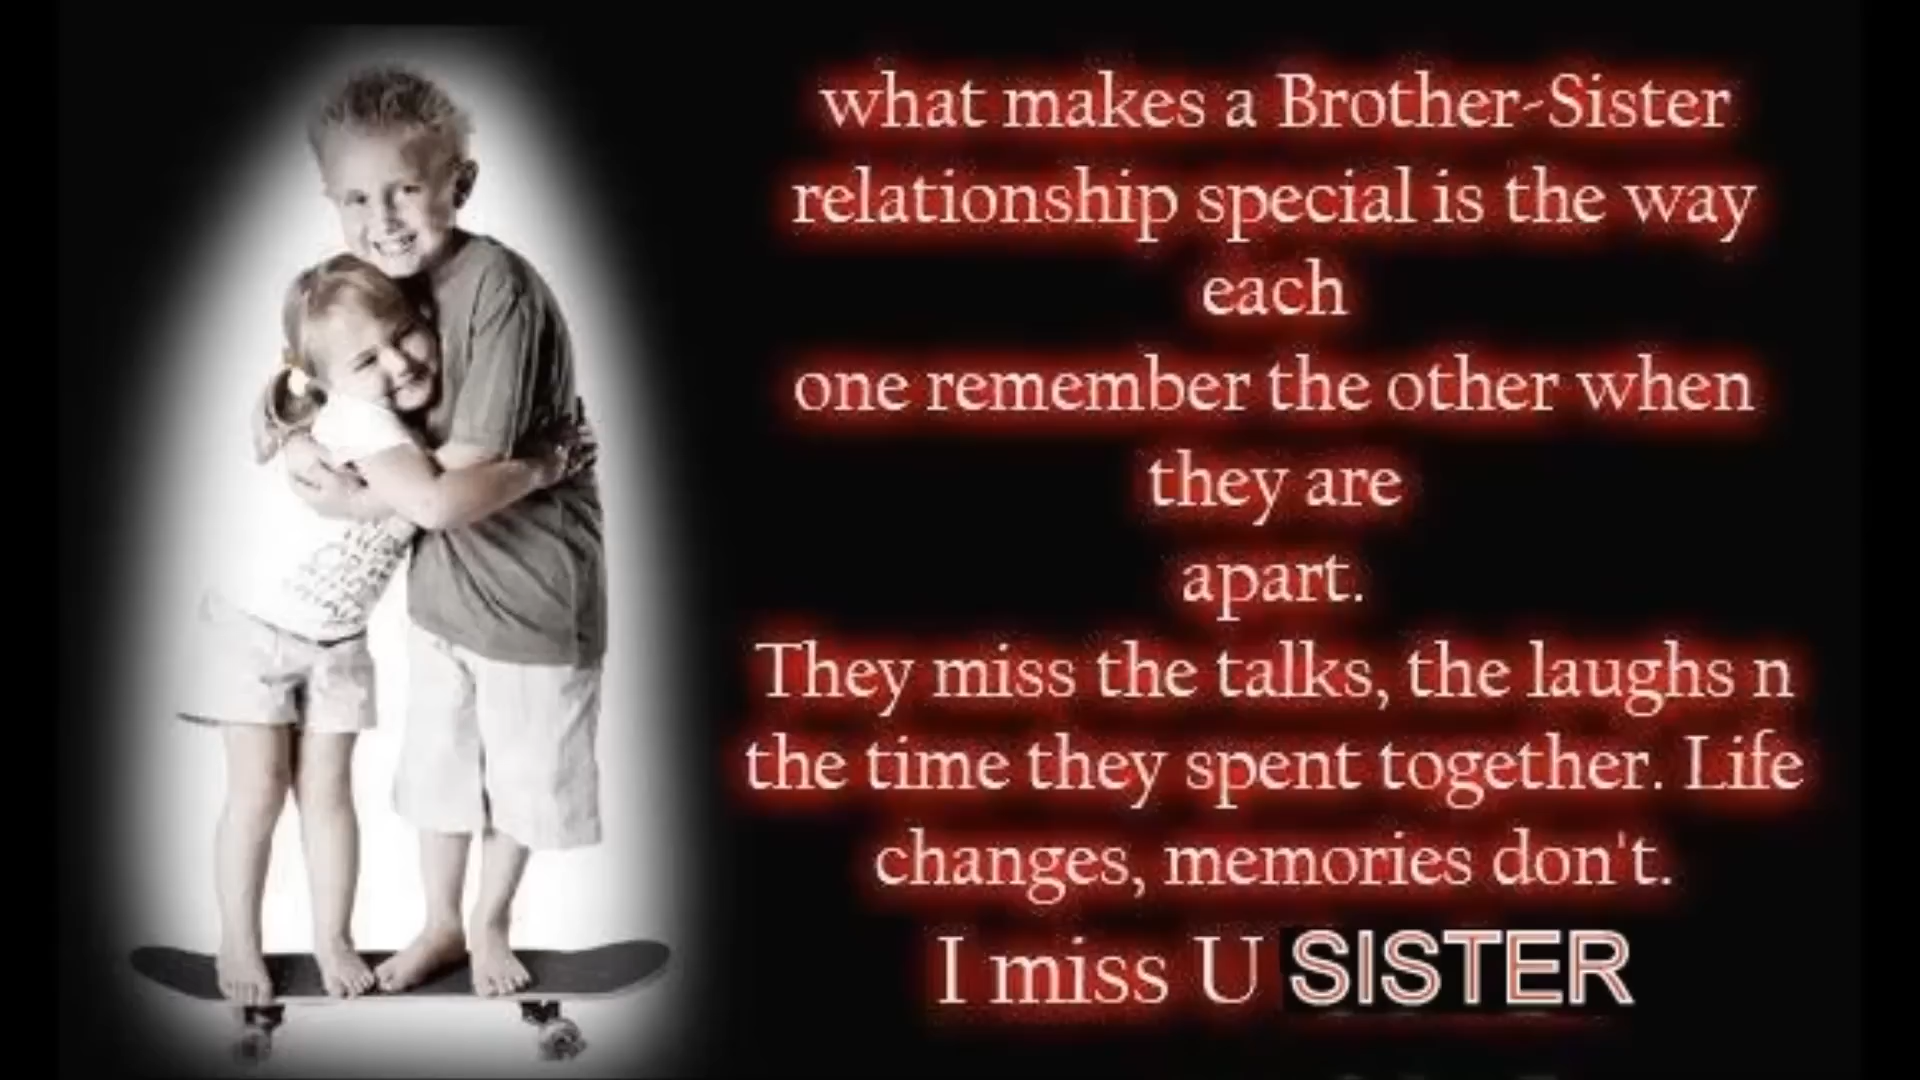 what makes a Brother-Sister
relationship special is the way
each
one remember the other when
they are
apart.
They miss the talks, the laughs n
the time they spent together. Life
changes, memories don't.
I miss U SISTER